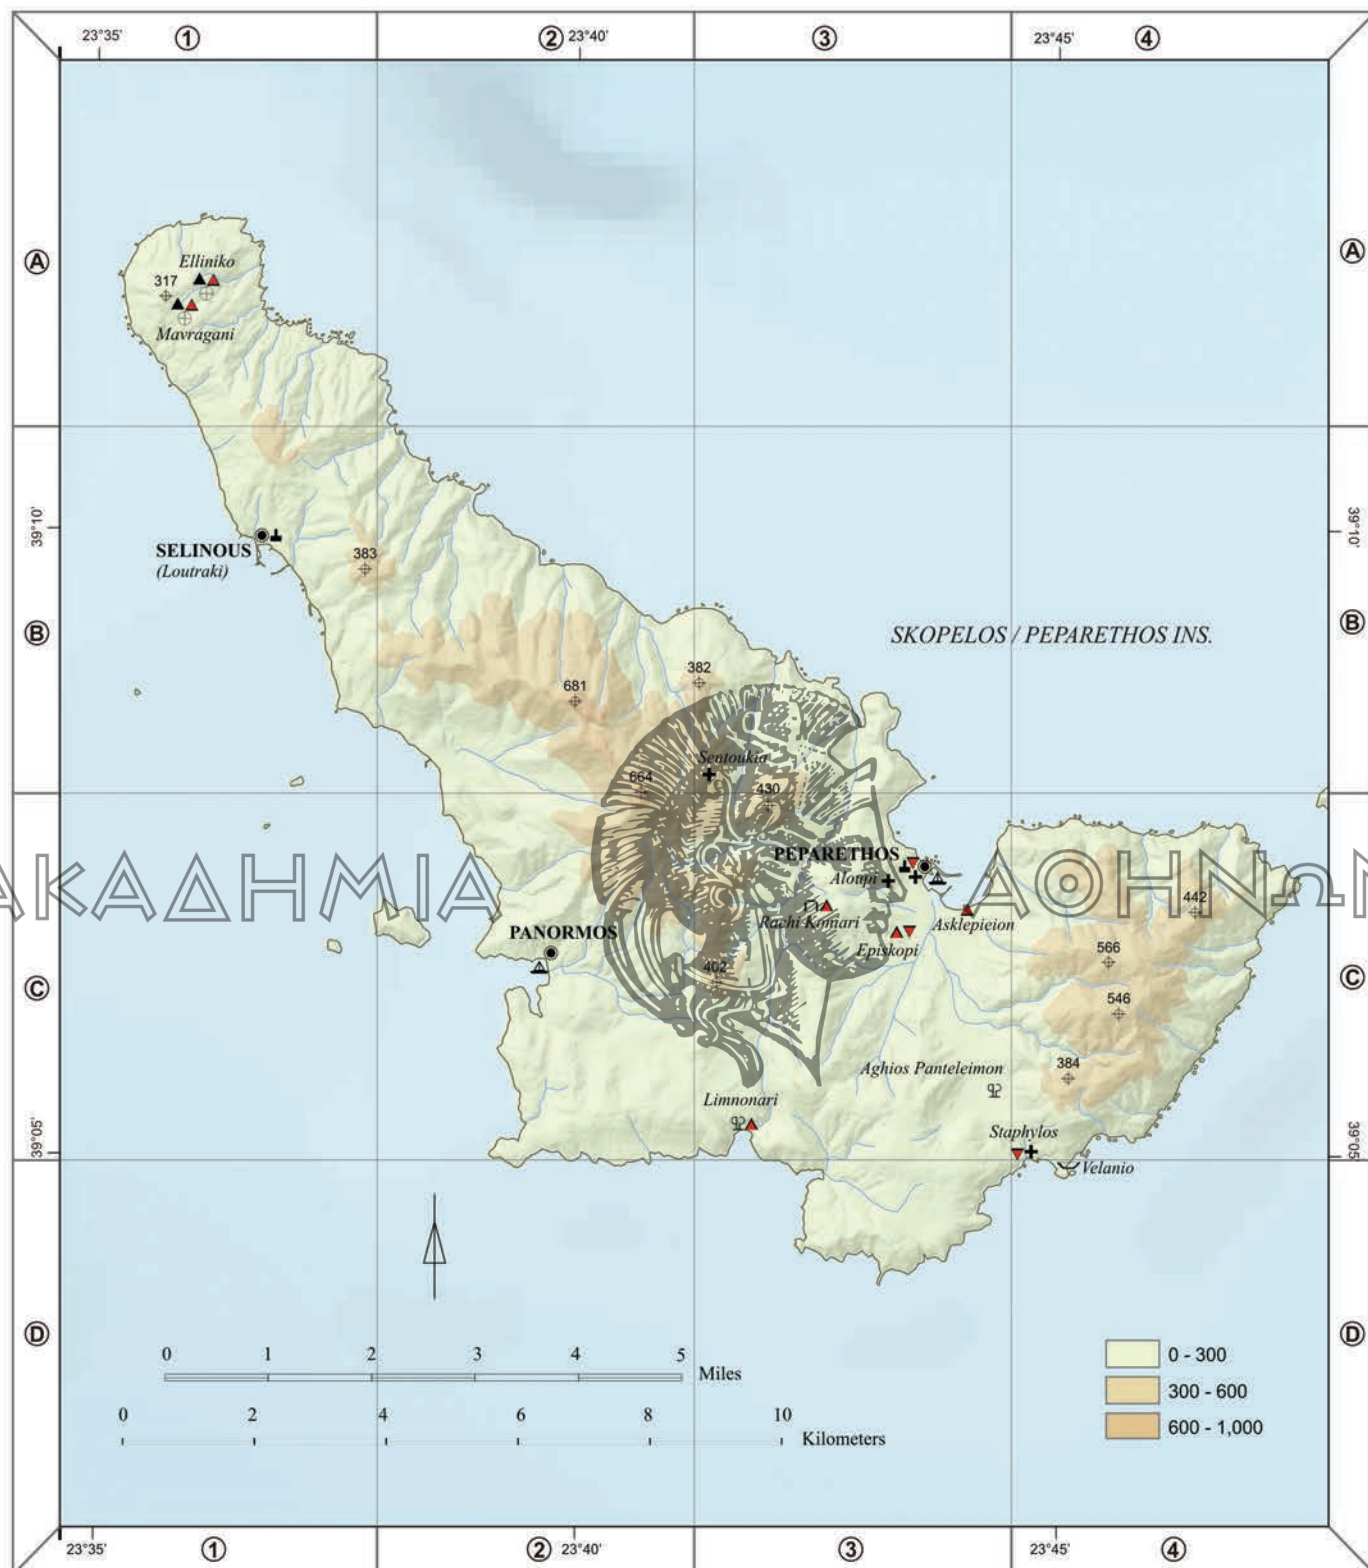 23°35'
①
②
23°40'
③
23°45'
④
Ⓐ
Ⓐ
Elliniko
317
Mavragani
39°10'
39°10'
SELINOUS
(Loutraki)
383
Ⓑ
Ⓑ
SKOPELOS / PEPARETHOS INS.
382
681
Sentoukia
664
430
PEPARETHOS
Aloupi
ΑΚΑΔΗΜΙΑ ΑΘΗΝΩΝ
442
Rachi Komari
Asklepieion
PANORMOS
Episkopi
566
402
Ⓒ
Ⓒ
546
Aghios Panteleimon
384
Limnonari
Staphylos
39°05'
39°05'
Velanio
Ⓓ
Ⓓ
0 1 2 3 4 5
Miles
0 - 300
300 - 600
0 2 4 6 8 10
600 - 1,000
Kilometers
23°35'
①
②
23°40'
③
23°45'
④